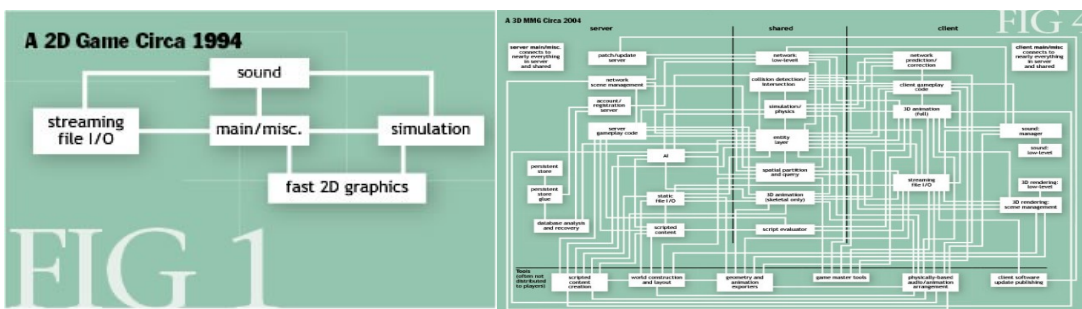 A 2D Game Circa 1994
sound
streaming
file I/O
main/misc.
simulation
fast 2D graphics
FIG 1
A 3D MMG Circa 2004
FIG 4
server
shared
client
server main/misc.
connects to
nearly everything
in server
and shared
patch/update
server
network
low-level
network
prediction/
correction
client main/misc
connects to
nearly everything
in server
and shared
network
scene management
collision detection/
intersection
client gameplay
code
account/
registration
server
simulation/
physics
3D animation
(full)
server
gameplay code
entity
layer
sound:
manager
AI
sound:
low-level
persistent
store
spatial partition
and query
streaming
file I/O
3D rendering:
low-level
persistent
store
glue
static
file I/O
3D animation
(skeletal only)
3D rendering:
scene management
database analysis
and recovery
scripted
content
script evaluator
Tools
(often not
distributed
to players)
scripted
content
creation
world construction
and layout
geometry and
animation
exporters
game master tools
physically-based
audio/animation
arrangement
client software
update publishing